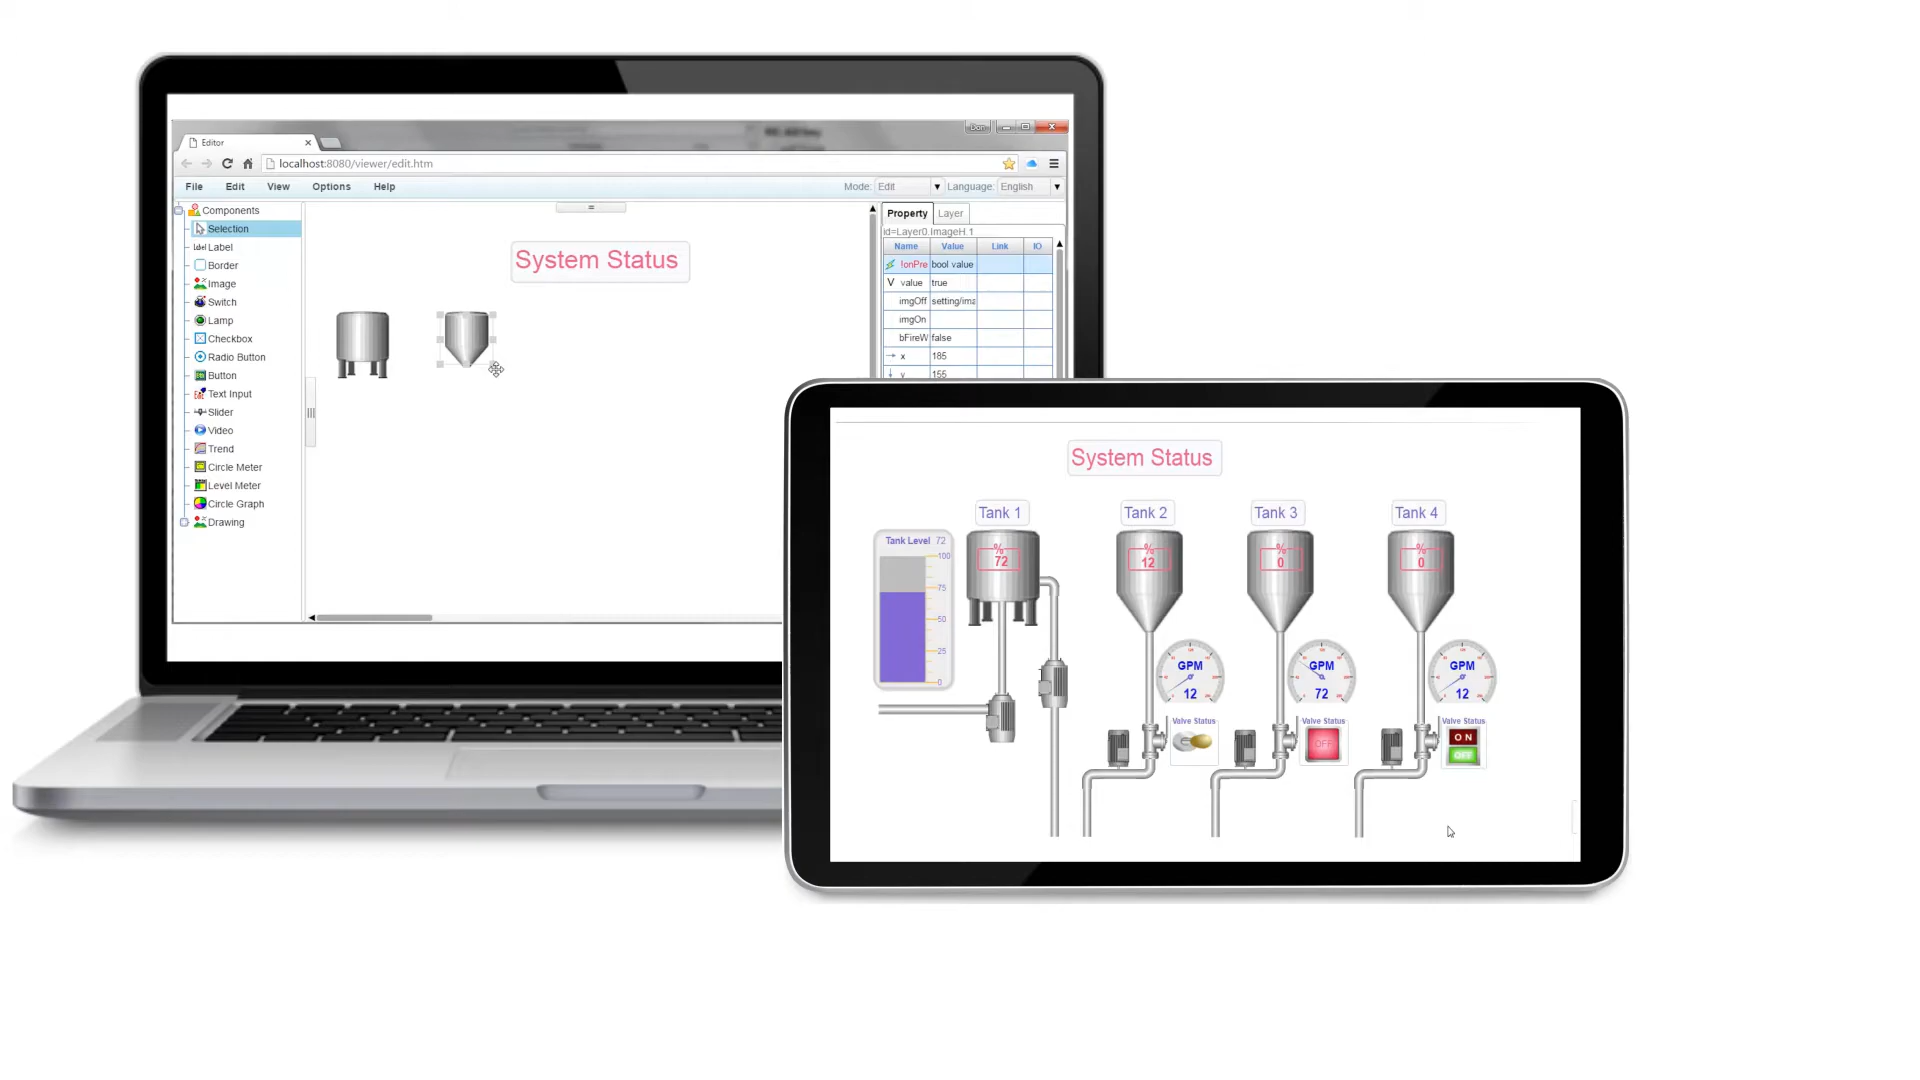 Editor
localhost:8080/viewer/edit.htm
File Edit View Options Help
Mode: Edit Language: English
Components
Selection
Label
Border
Image
Switch
Lamp
Checkbox
Radio Button
Button
Text Input
Slider
Video
Trend
Circle Meter
Level Meter
Circle Graph
Drawing
System Status
Property Layer
id=Layer0.ImageH.1
Name Value Link IO
!onPre bool value
V value true
imgOff setting/ima
imgOn
bFireW false
x 185
y 155
System Status
Tank 1 Tank 2 Tank 3 Tank 4
Tank Level 72
100
75
50
25
0
%
72
%
12
%
0
%
0
GPM
12
GPM
72
GPM
12
Valve Status
Valve Status
OFF
Valve Status
ON
OFF